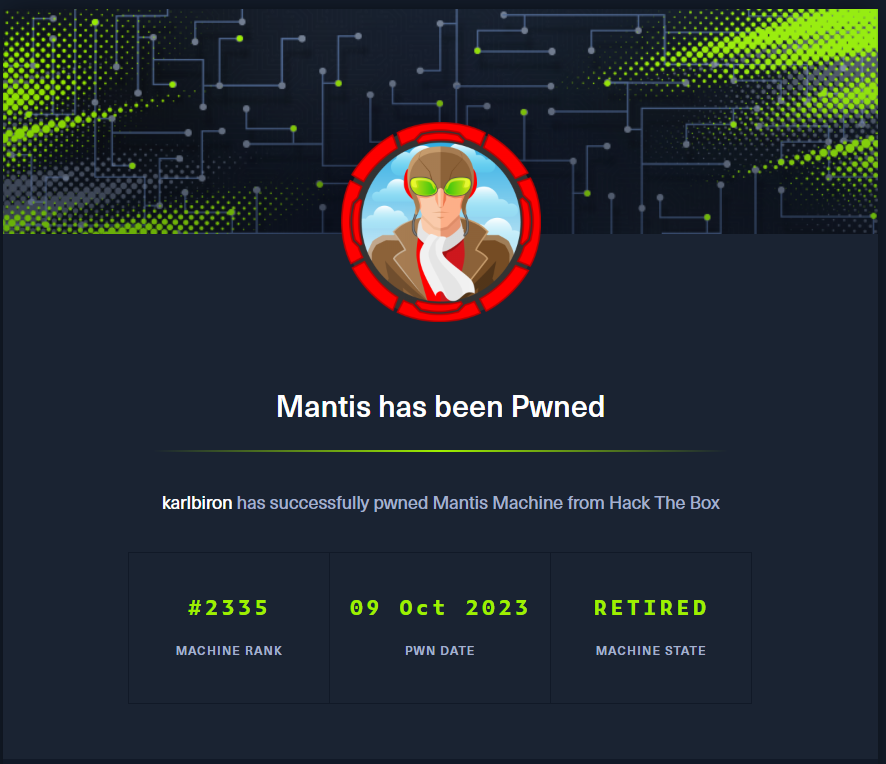 Mantis has been Pwned
karlbiron has successfully pwned Mantis Machine from Hack The Box
#2335
09 Oct 2023
RETIRED
MACHINE RANK
PWN DATE
MACHINE STATE